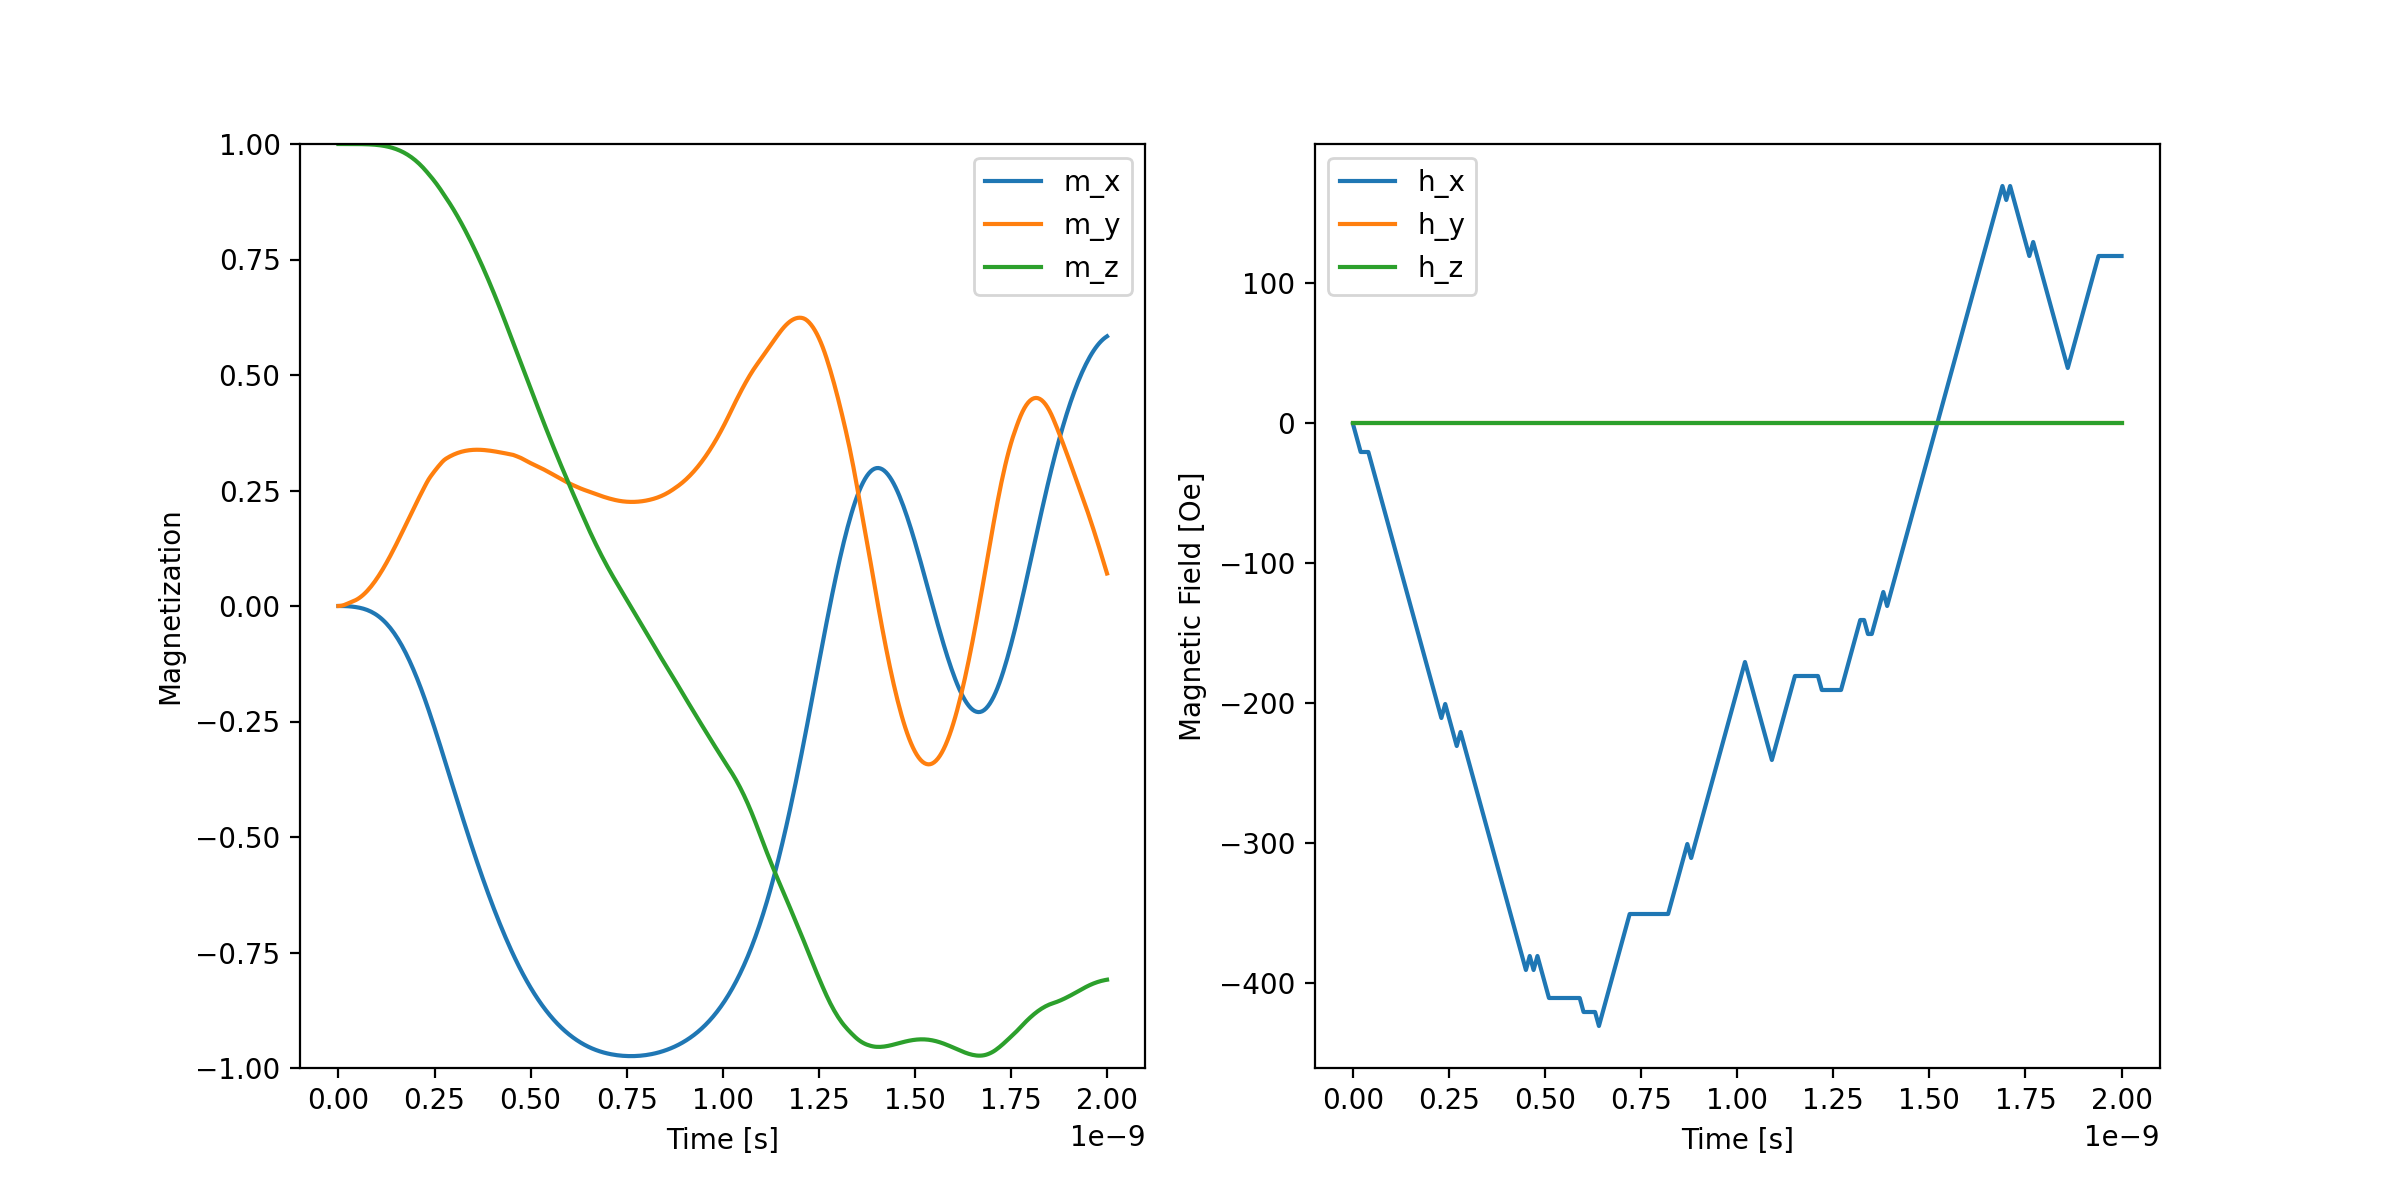 1.00
0.75
0.50
0.25
0.00
−0.25
−0.50
−0.75
−1.00
Magnetization
m_x
m_y
m_z
0.00 0.25 0.50 0.75 1.00 1.25 1.50 1.75 2.00
Time [s]
1e−9
100
0
−100
−200
−300
−400
Magnetic Field [Oe]
h_x
h_y
h_z
0.00 0.25 0.50 0.75 1.00 1.25 1.50 1.75 2.00
Time [s]
1e−9